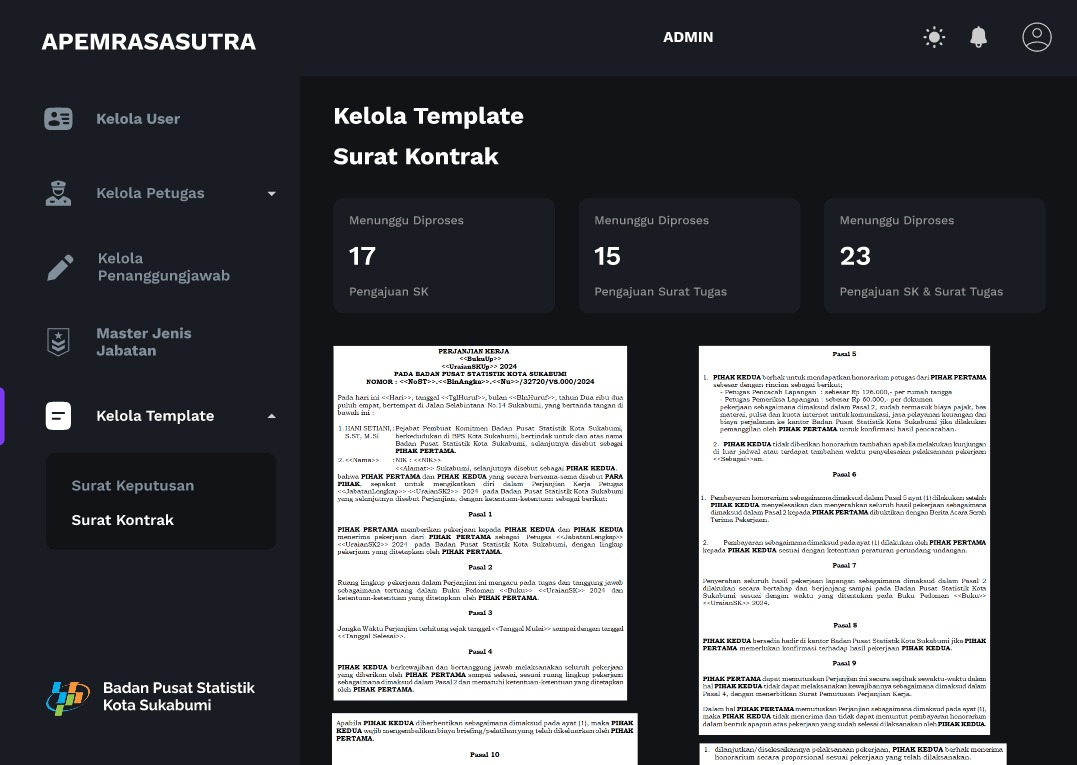 APEMRASASUTRA
ADMIN
Kelola User
Kelola Petugas
Kelola
Penanggungjawab
Master Jenis
Jabatan
Kelola Template
Surat Keputusan
Surat Kontrak
Badan Pusat Statistik
Kota Sukabumi
Kelola Template
Surat Kontrak
Menunggu Diproses
17
Pengajuan SK
Menunggu Diproses
15
Pengajuan Surat Tugas
Menunggu Diproses
23
Pengajuan SK & Surat Tugas
PERJANJIAN KERJA
<<BukuUp>>
<<UraianSKUp>> 2024
PADA BADAN PUSAT STATISTIK KOTA SUKABUMI
NOMOR : <<NoST>>.<<BlnAngka>>.<<Nu>>/32720/VS.000/2024
Pada hari ini <<Hari>>, tanggal <<TglHuruf>>, bulan <<BlnHuruf>>, tahun Dua ribu dua
puluh empat, bertempat di Jalan Selabintana No.14 Sukabumi, yang bertanda tangan di
bawah ini :
1. HANI SETIANI, : Pejabat Pembuat Komitmen Badan Pusat Statistik Kota Sukabumi,
S.ST, M.Si berkedudukan di BPS Kota Sukabumi, bertindak untuk dan atas nama
Badan Pusat Statistik Kota Sukabumi, selanjutnya disebut sebagai
PIHAK PERTAMA.
2.<<Nama>> : NIK : <<NIK>>
<<Alamat>> Sukabumi, selanjutnya disebut sebagai PIHAK KEDUA.
bahwa PIHAK PERTAMA dan PIHAK KEDUA yang secara bersama-sama disebut PARA
PIHAK, sepakat untuk mengikatkan diri dalam Perjanjian Kerja Petugas
<<JabatanLengkap>> <<UraianSK2>> 2024 pada Badan Pusat Statistik Kota Sukabumi
yang selanjutnya disebut Perjanjian, dengan ketentuan-ketentuan sebagai berikut:
Pasal 1
PIHAK PERTAMA memberikan pekerjaan kepada PIHAK KEDUA dan PIHAK KEDUA
menerima pekerjaan dari PIHAK PERTAMA sebagai Petugas <<JabatanLengkap>>
<<UraianSK2>> 2024 pada Badan Pusat Statistik Kota Sukabumi, dengan lingkup
pekerjaan yang ditetapkan oleh PIHAK PERTAMA.
Pasal 2
Ruang lingkup pekerjaan dalam Perjanjian ini mengacu pada tugas dan tanggung jawab
sebagaimana tertuang dalam Buku Pedoman <<Buku>> <<UraianSK>> 2024 dan
ketentuan-ketentuan yang ditetapkan oleh PIHAK PERTAMA.
Pasal 3
Jangka Waktu Perjanjian terhitung sejak tanggal <<Tanggal Mulai>> sampai dengan tanggal
<<Tanggal Selesai>>.
Pasal 4
PIHAK KEDUA berkewajiban dan bertanggung jawab melaksanakan seluruh pekerjaan
yang diberikan oleh PIHAK PERTAMA sampai selesai, sesuai ruang lingkup pekerjaan
sebagaimana dimaksud dalam Pasal 2 dan mematuhi ketentuan-ketentuan yang ditetapkan
oleh PIHAK PERTAMA.
Apabila PIHAK KEDUA diberhentikan sebagaimana dimaksud pada ayat (1), maka PIHAK
KEDUA wajib mengembalikan biaya briefing/pelatihan yang telah dikeluarkan oleh PIHAK
PERTAMA.
Pasal 10
Pasal 5
1. PIHAK KEDUA berhak untuk mendapatkan honorarium petugas dari PIHAK PERTAMA
sebesar dengan rincian sebagai berikut;
- Petugas Pencacah Lapangan : sebesar Rp 126.000,- per rumah tangga
- Petugas Pemeriksa Lapangan : sebesar Rp 60.000,- per dokumen
pekerjaan sebagaimana dimaksud dalam Pasal 2, sudah termasuk biaya pajak, bea
materai, pulsa dan kuota internet untuk komunikasi, jasa pelayanan keuangan dan
biaya perjalanan ke kantor Badan Pusat Statistik Kota Sukabumi jika dilakukan
pemanggilan oleh PIHAK PERTAMA untuk konfirmasi hasil pencacahan.
2. PIHAK KEDUA tidak diberikan honorarium tambahan apabila melakukan kunjungan
di luar jadwal atau terdapat tambahan waktu penyelesaian pelaksanaan pekerjaan
<<Sebagai>>an.
Pasal 6
1. Pembayaran honorarium sebagaimana dimaksud dalam Pasal 5 ayat (1) dilakukan setelah
PIHAK KEDUA menyelesaikan dan menyerahkan seluruh hasil pekerjaan sebagaimana
dimaksud dalam Pasal 2 kepada PIHAK PERTAMA dibuktikan dengan Berita Acara Serah
Terima Pekerjaan.
2. Pembayaran sebagaimana dimaksud pada ayat (1) dilakukan oleh PIHAK PERTAMA
kepada PIHAK KEDUA sesuai dengan ketentuan peraturan perundang-undangan.
Pasal 7
Penyerahan seluruh hasil pekerjaan lapangan sebagaimana dimaksud dalam Pasal 2
dilakukan secara bertahap dan berjenjang sampai pada Badan Pusat Statistik Kota
Sukabumi sesuai dengan waktu yang ditentukan pada Buku Pedoman <<Buku>>
<<UraianSK>> 2024.
Pasal 8
PIHAK KEDUA bersedia hadir di kantor Badan Pusat Statistik Kota Sukabumi jika PIHAK
PERTAMA memerlukan konfirmasi terhadap hasil pekerjaan PIHAK KEDUA.
Pasal 9
PIHAK PERTAMA dapat memutuskan Perjanjian ini secara sepihak sewaktu-waktu dalam
hal PIHAK KEDUA tidak dapat melaksanakan kewajibannya sebagaimana dimaksud dalam
Pasal 4, dengan menerbitkan Surat Pemutusan Perjanjian Kerja.
Dalam hal PIHAK PERTAMA memutuskan Perjanjian sebagaimana dimaksud pada ayat (1),
maka PIHAK KEDUA tidak menerima dan tidak dapat menuntut pembayaran honorarium
dalam bentuk apapun atas pekerjaan yang sudah selesai dilaksanakan oleh PIHAK KEDUA.
1. dilanjutkan/diselesaikannya pelaksanaan pekerjaan, PIHAK KEDUA berhak menerima
honorarium secara proporsional sesuai pekerjaan yang telah dilaksanakan.